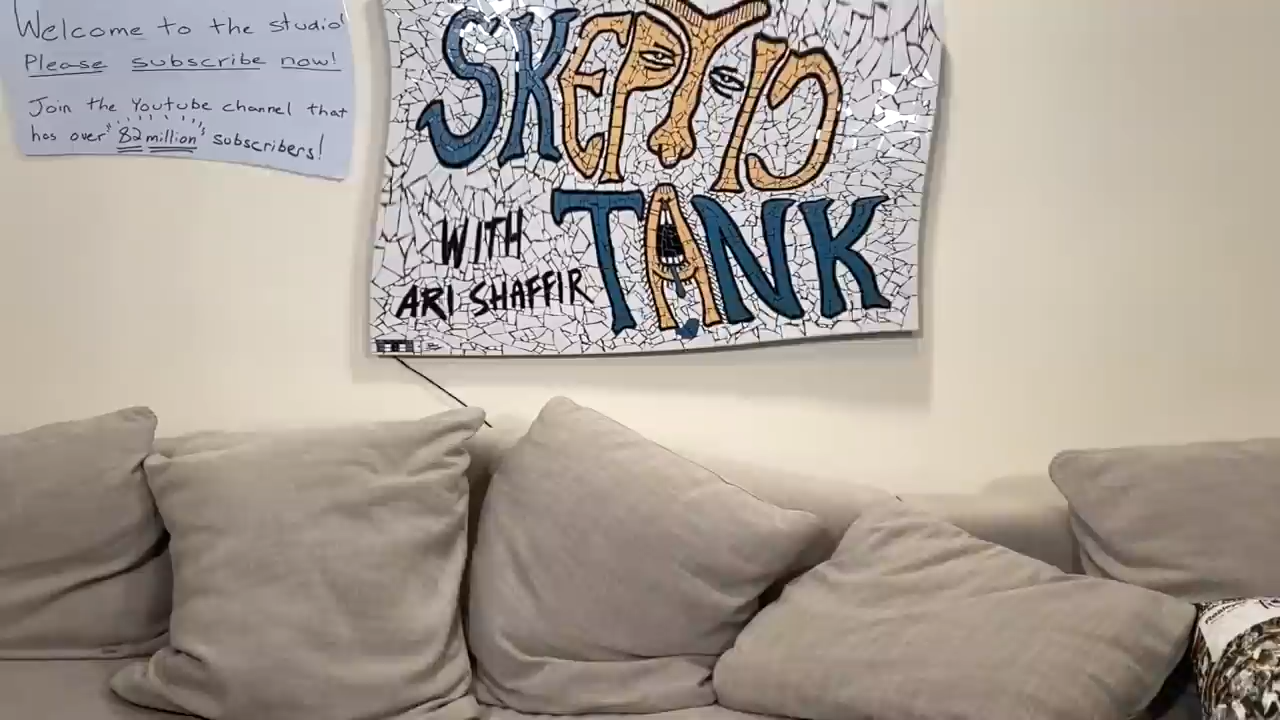 Welcome to the studio!
Please subscribe now!
Join the Youtube channel that
has over 82 million subscribers!
SKEPTIC
TANK
WITH
ARI SHAFFIR